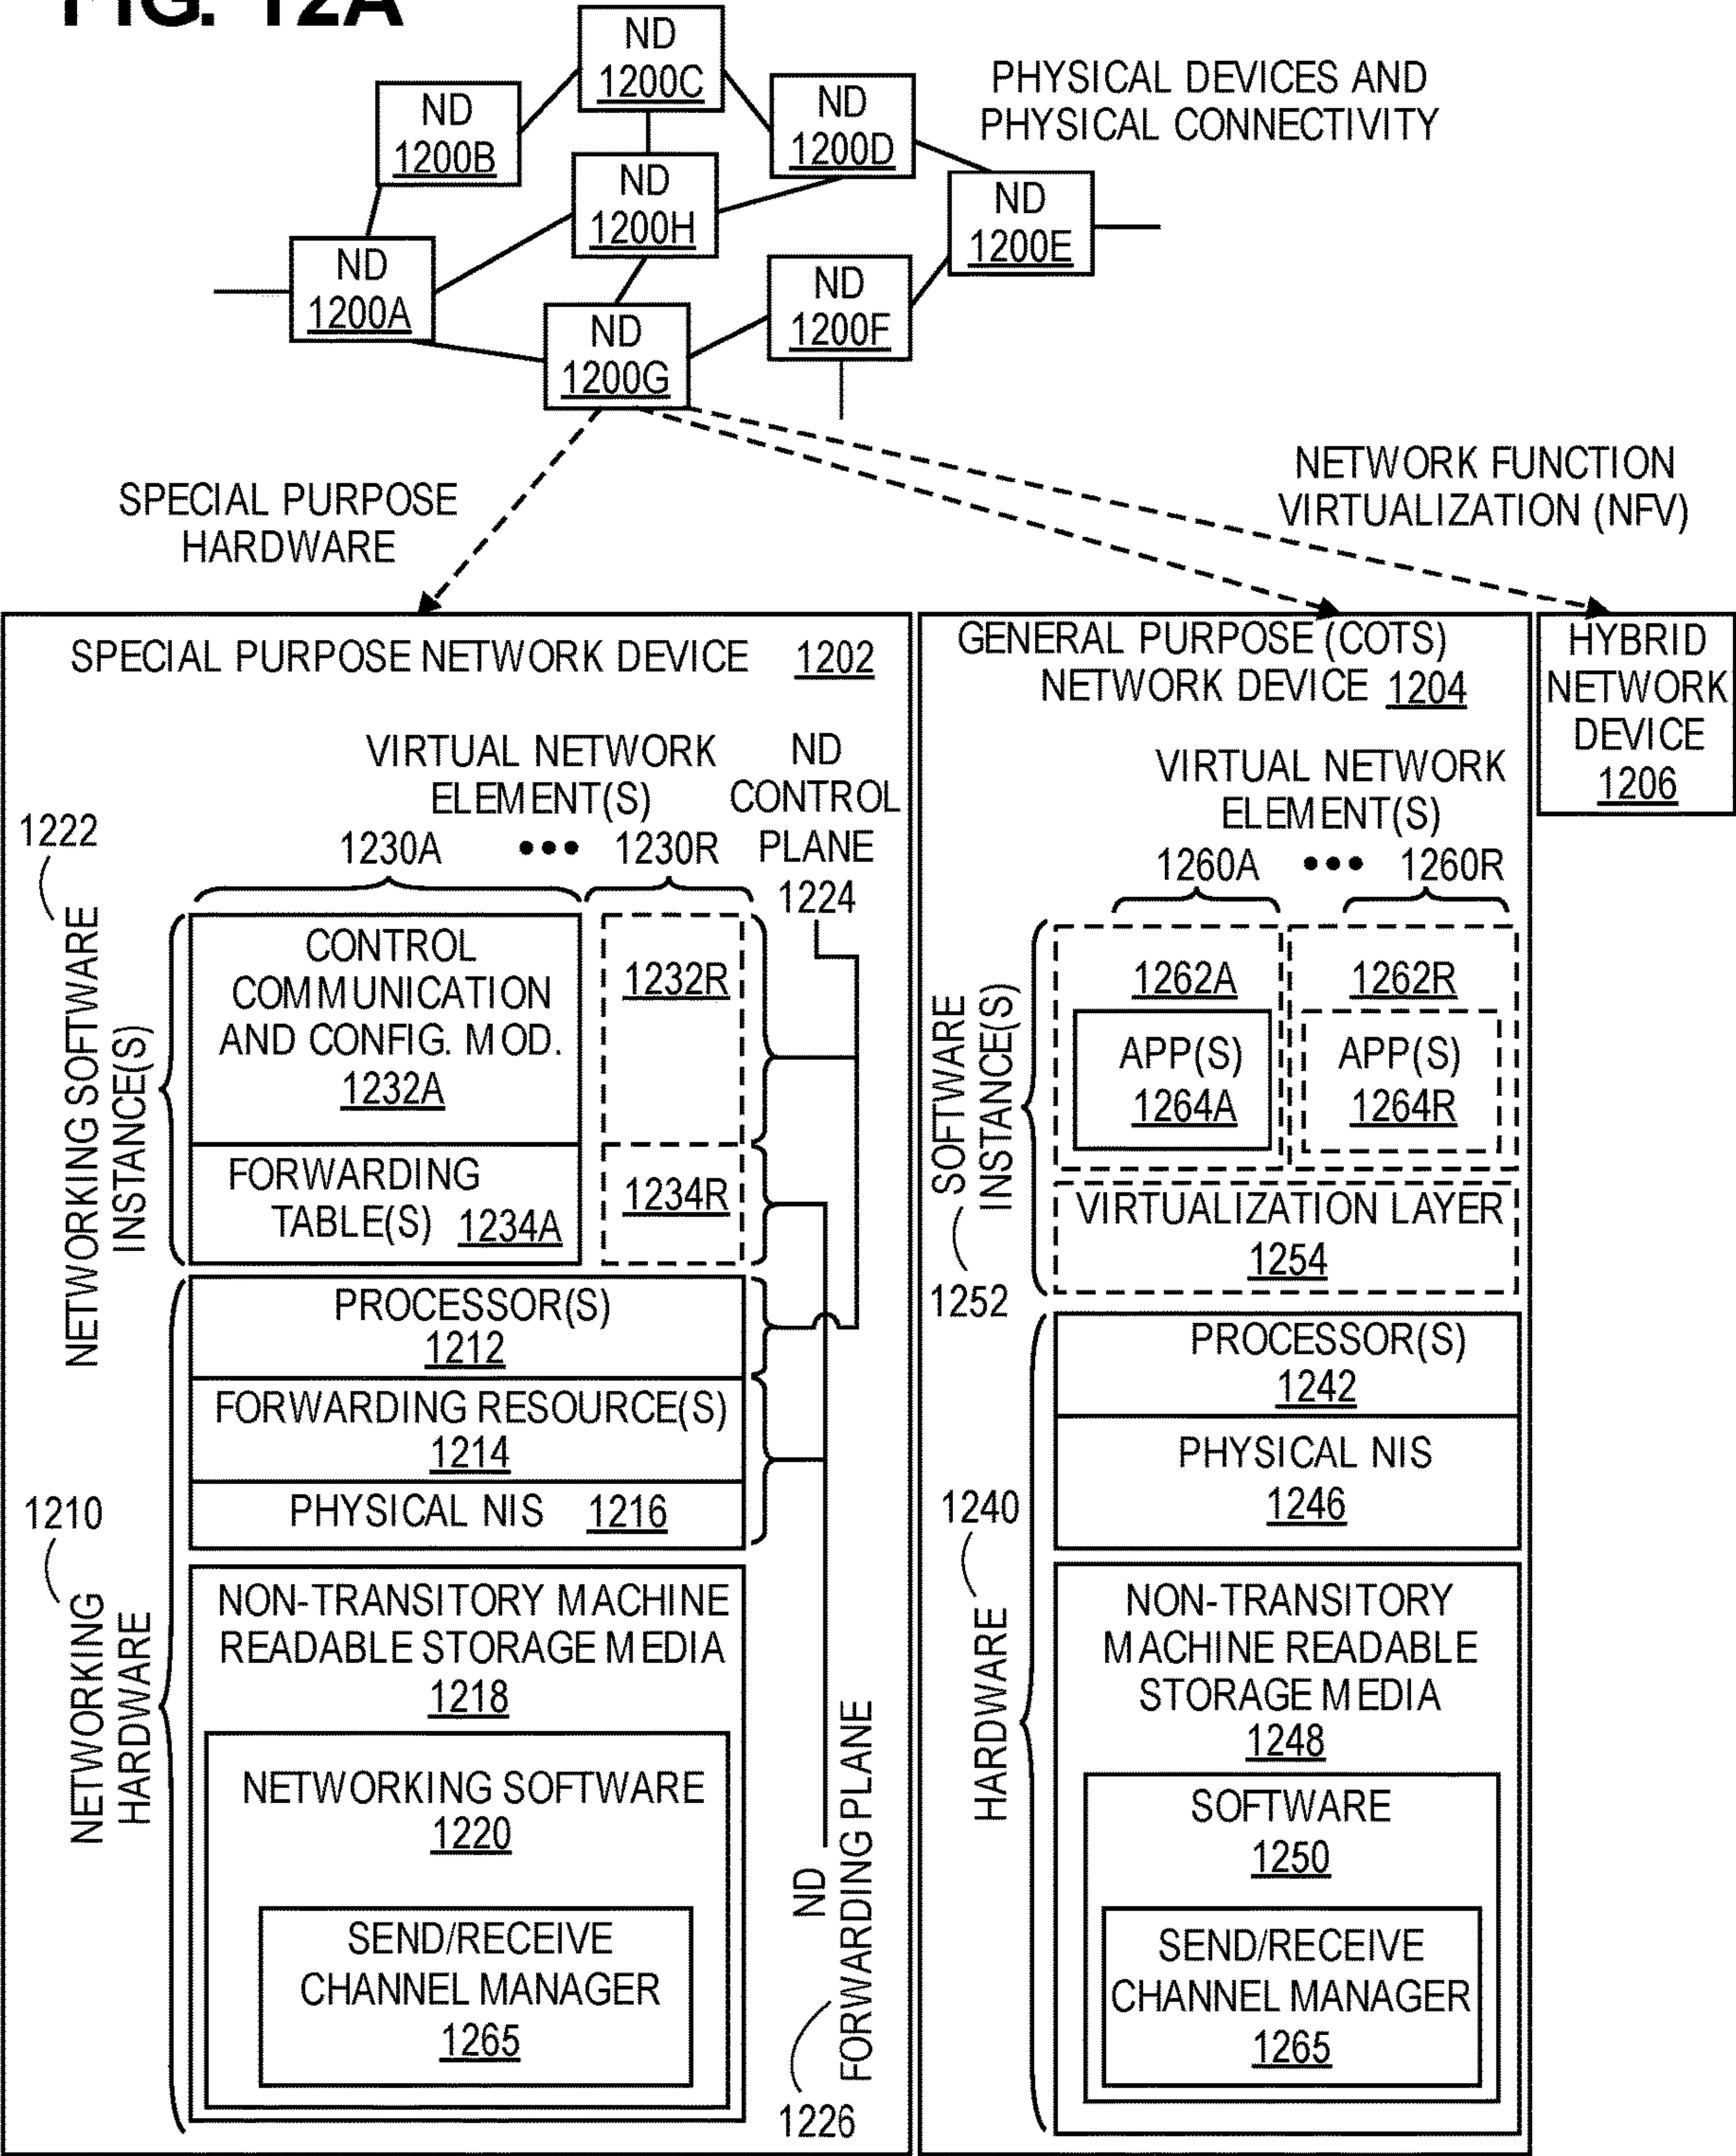 FIG. 12A
ND
1200C
ND
1200B
ND
1200D
PHYSICAL DEVICES AND
PHYSICAL CONNECTIVITY
ND
1200H
ND
1200E
ND
1200A
ND
1200F
ND
1200G
SPECIAL PURPOSE
HARDWARE
NETWORK FUNCTION
VIRTUALIZATION (NFV)
SPECIAL PURPOSE NETWORK DEVICE 1202
VIRTUAL NETWORK
ELEMENT(S)
1230A ••• 1230R
ND
CONTROL
PLANE
1224
1222
NETWORKING SOFTWARE
INSTANCE(S)
CONTROL
COMMUNICATION
AND CONFIG. MOD.
1232A
1232R
FORWARDING
TABLE(S) 1234A
1234R
PROCESSOR(S)
1212
FORWARDING RESOURCE(S)
1214
PHYSICAL NIS 1216
1210
NETWORKING
HARDWARE
NON-TRANSITORY MACHINE
READABLE STORAGE MEDIA
1218
NETWORKING SOFTWARE
1220
SEND/RECEIVE
CHANNEL MANAGER
1265
ND
FORWARDING PLANE
1226
GENERAL PURPOSE (COTS)
NETWORK DEVICE 1204
VIRTUAL NETWORK
ELEMENT(S)
1260A ••• 1260R
SOFTWARE
INSTANCE(S)
1252
1262A
APP(S)
1264A
1262R
APP(S)
1264R
VIRTUALIZATION LAYER
1254
PROCESSOR(S)
1242
PHYSICAL NIS
1246
1240
HARDWARE
NON-TRANSITORY
MACHINE READABLE
STORAGE MEDIA
1248
SOFTWARE
1250
SEND/RECEIVE
CHANNEL MANAGER
1265
HYBRID
NETWORK
DEVICE
1206